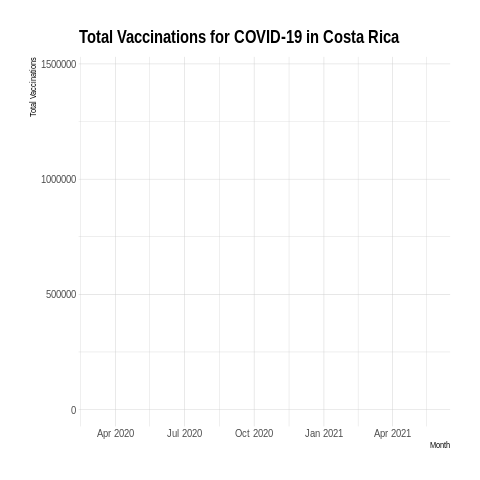 Total Vaccinations for COVID-19 in Costa Rica
Total Vaccinations
1500000
1000000
500000
0
Apr 2020 Jul 2020 Oct 2020 Jan 2021 Apr 2021
Month